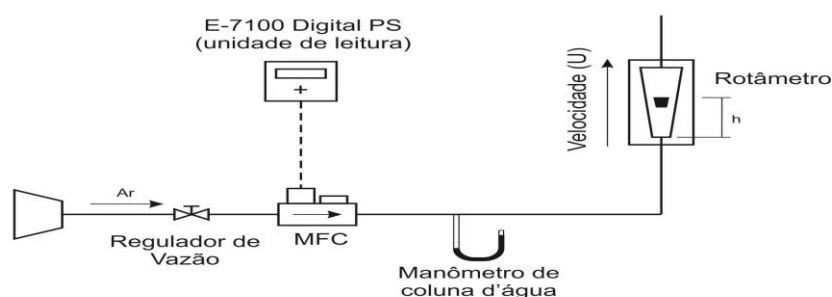 E-7100 Digital PS
(unidade de leitura)
Velocidade (U)
Rotâmetro
h
Ar
Regulador de
Vazão
MFC
Manômetro de
coluna d'água